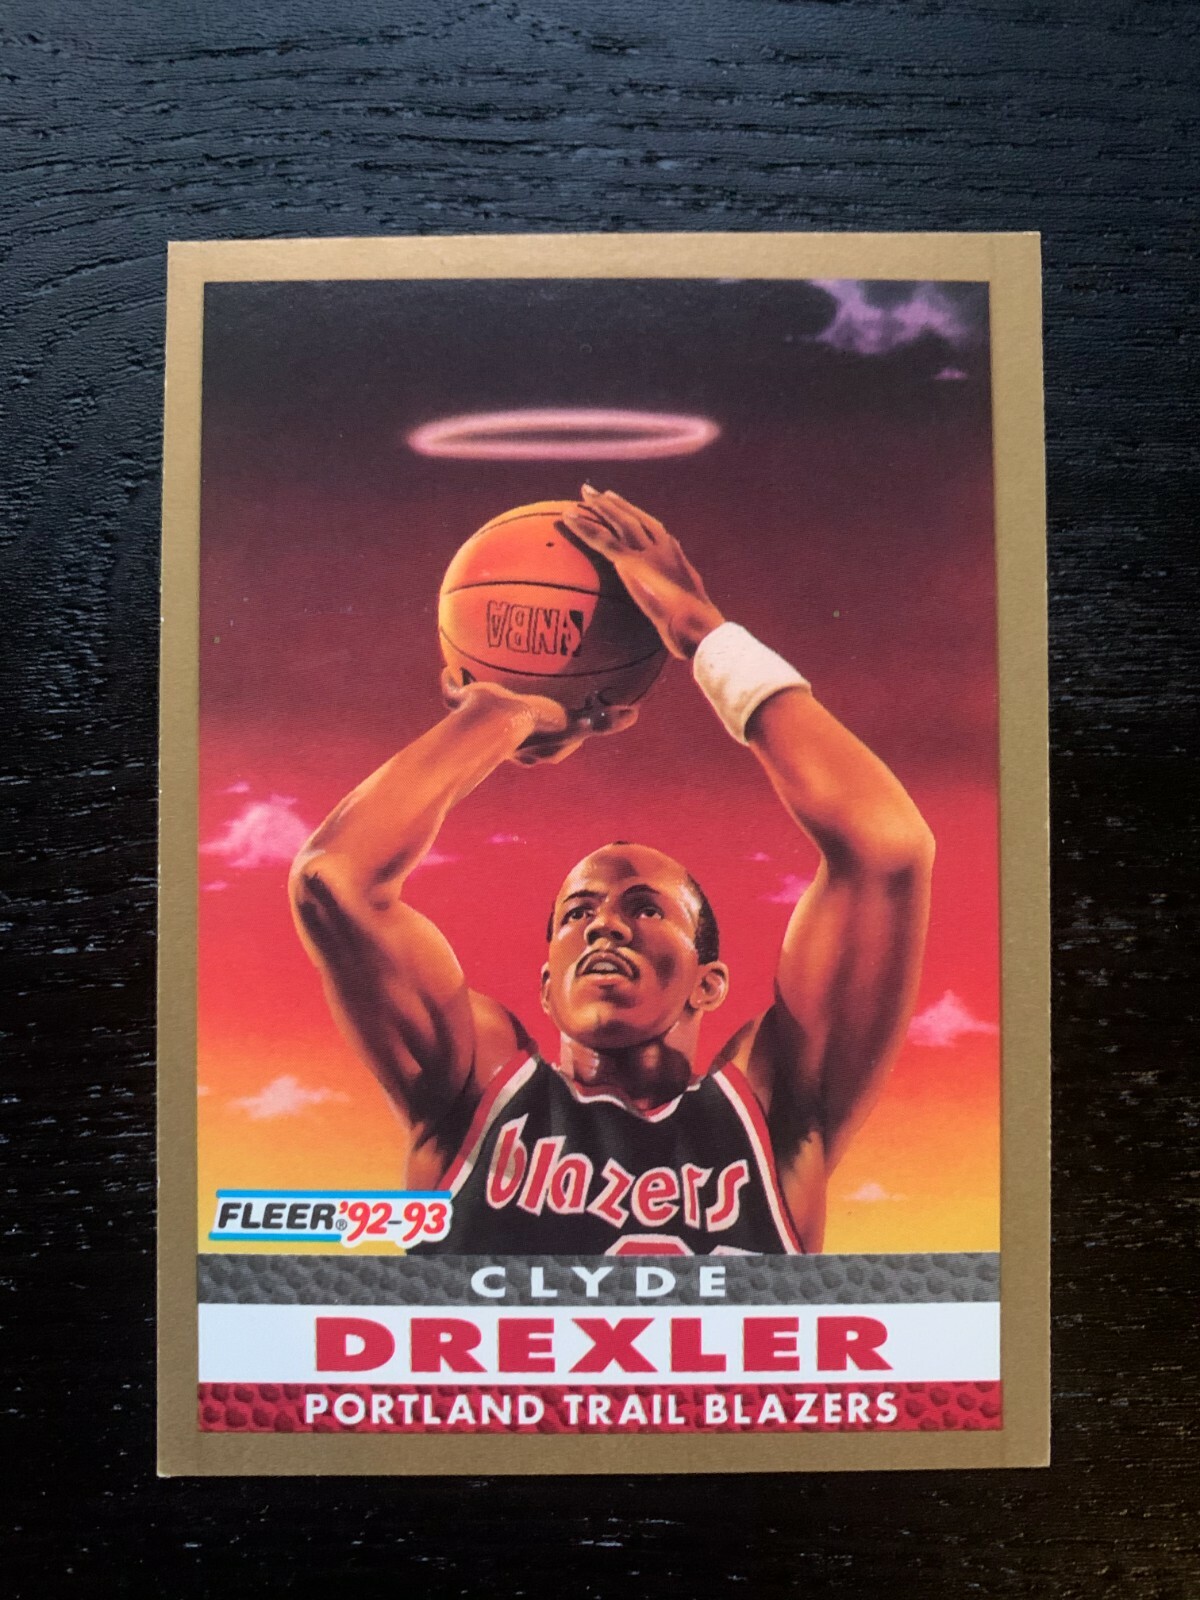 NBA
blazers
FLEER® '92-93
CLYDE
DREXLER
PORTLAND TRAIL BLAZERS